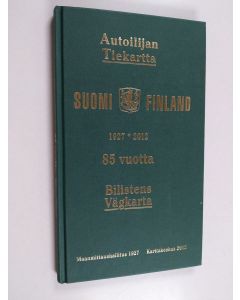 Autoilijan
Tiekartta
SUOMI FINLAND
1927 * 2012
85 vuotta
Bilistens
Vägkarta
Maanmittaushallitus 1927 Karttakeskus 2012